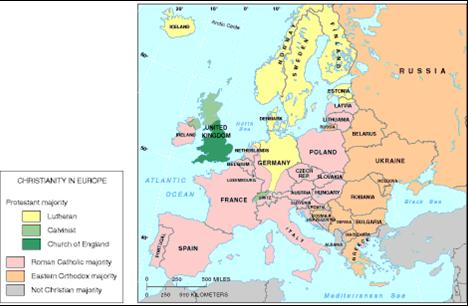 ICELAND
Arctic Circle
NORWAY
SWEDEN
FINLAND
RUSSIA
ESTONIA
LATVIA
LITHUANIA
RUSSIA
BELARUS
North
Sea
DENMARK
UNITED
KINGDOM
IRELAND
NETHERLANDS
BELGIUM
GERMANY
POLAND
UKRAINE
LUXEMBOURG
CZECH
REP.
SLOVAKIA
ATLANTIC
OCEAN
FRANCE
SWITZ.
AUSTRIA
HUNGARY
ROMANIA
CROATIA
BULGARIA
Black Sea
ITALY
ALBANIA
GREECE
PORTUGAL
SPAIN
Mediterranean Sea
CHRISTIANITY IN EUROPE
Protestant majority
Lutheran
Calvinist
Church of England
Roman Catholic majority
Eastern Orthodox majority
Not Christian majority
0 250 500 MILES
0 250 500 KILOMETERS